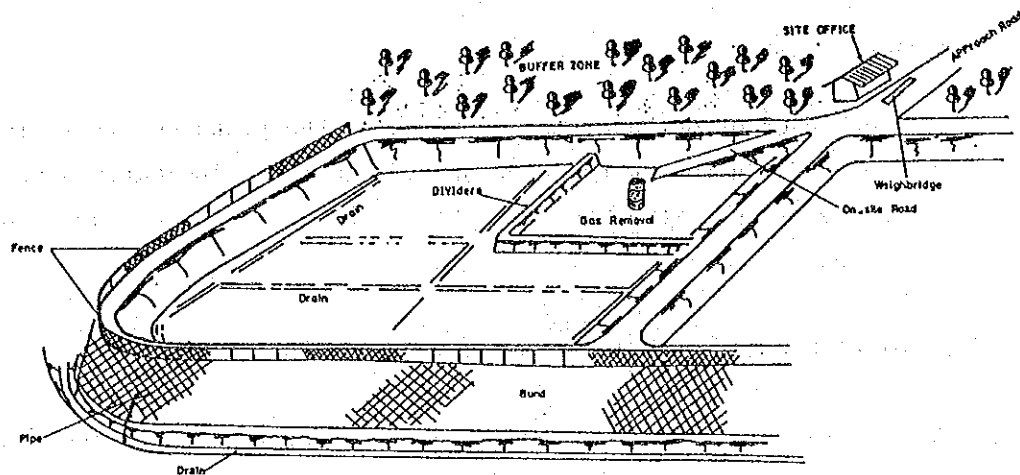 SITE OFFICE
Approach Road
BUFFER ZONE
Weighbridge
On-site Road
Dividers
Gas Removal
Drain
Fence
Drain
Bund
Pipe
Drain